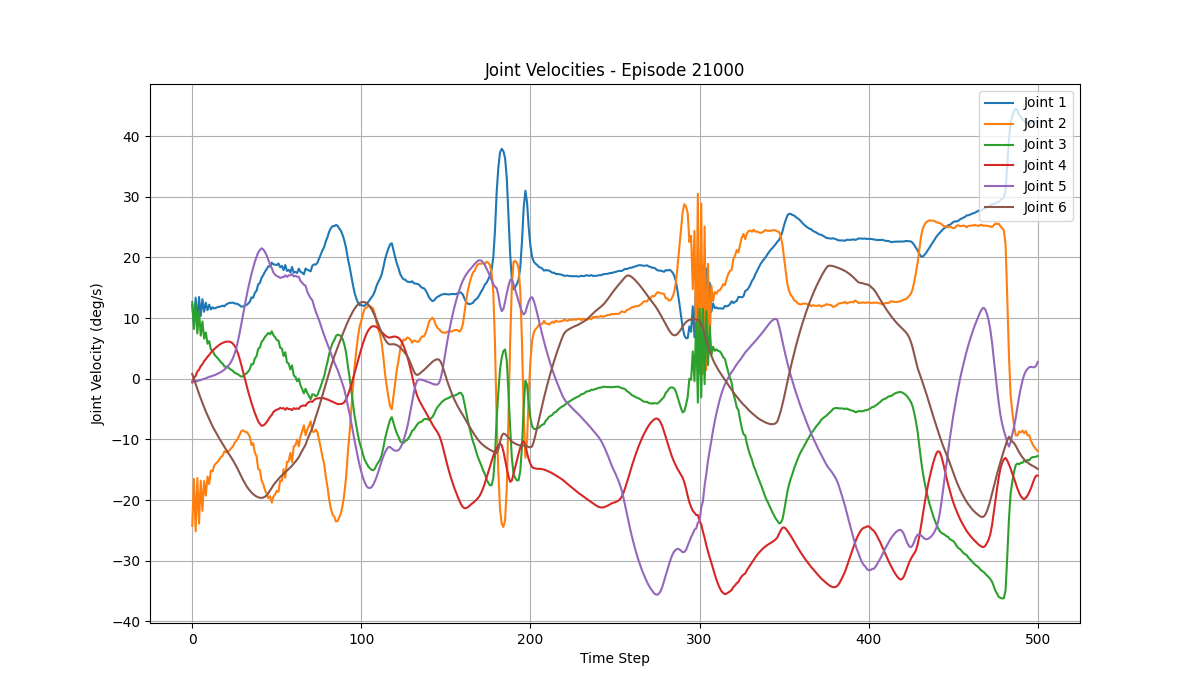 Joint Velocities - Episode 21000
Joint 1
Joint 2
Joint 3
Joint 4
Joint 5
Joint 6
Joint Velocity (deg/s)
40
30
20
10
0
−10
−20
−30
−40
0 100 200 300 400 500
Time Step